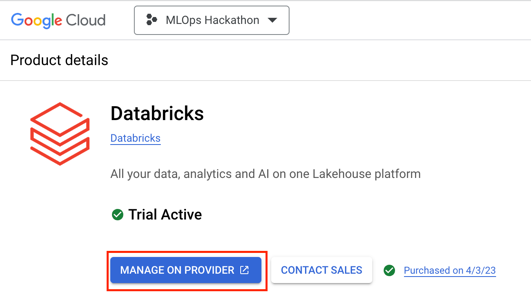 Google Cloud
MLOps Hackathon
Product details
Databricks
Databricks
All your data, analytics and AI on one Lakehouse platform
Trial Active
MANAGE ON PROVIDER
CONTACT SALES
Purchased on 4/3/23